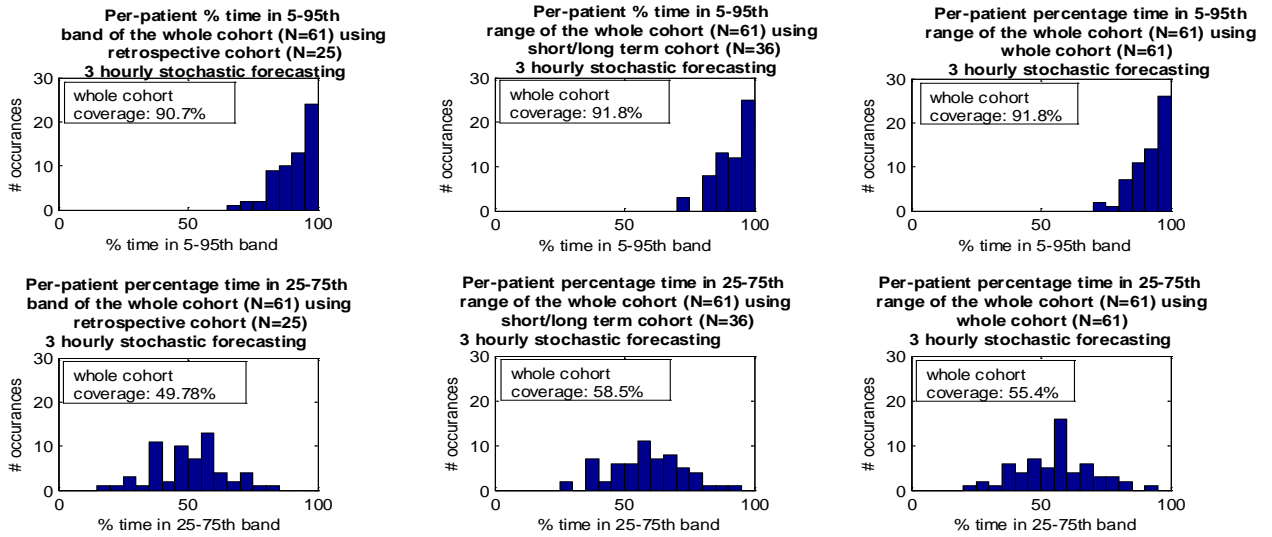 Per-patient % time in 5-95th
band of the whole cohort (N=61) using
retrospective cohort (N=25)
3 hourly stochastic forecasting
30
20
10
0
# occurances
whole cohort
coverage: 90.7%
0
50
100
% time in 5-95th band
Per-patient % time in 5-95th
range of the whole cohort (N=61) using
short/long term cohort (N=36)
3 hourly stochastic forecasting
30
20
10
0
# occurances
whole cohort
coverage: 91.8%
0
50
100
% time in 5-95th band
Per-patient percentage time in 5-95th
range of the whole cohort (N=61) using
whole cohort (N=61)
3 hourly stochastic forecasting
30
20
10
0
# occurances
whole cohort
coverage: 91.8%
0
50
100
% time in 5-95th band
Per-patient percentage time in 25-75th
band of the whole cohort (N=61) using
retrospective cohort (N=25)
3 hourly stochastic forecasting
30
20
10
0
# occurances
whole cohort
coverage: 49.78%
0
50
100
% time in 25-75th band
Per-patient percentage time in 25-75th
range of the whole cohort (N=61) using
short/long term cohort (N=36)
3 hourly stochastic forecasting
30
20
10
0
# occurances
whole cohort
coverage: 58.5%
0
50
100
% time in 25-75th band
Per-patient percentage time in 25-75th
range of the whole cohort (N=61) using
whole cohort (N=61)
3 hourly stochastic forecasting
30
20
10
0
# occurances
whole cohort
coverage: 55.4%
0
50
100
% time in 25-75th band